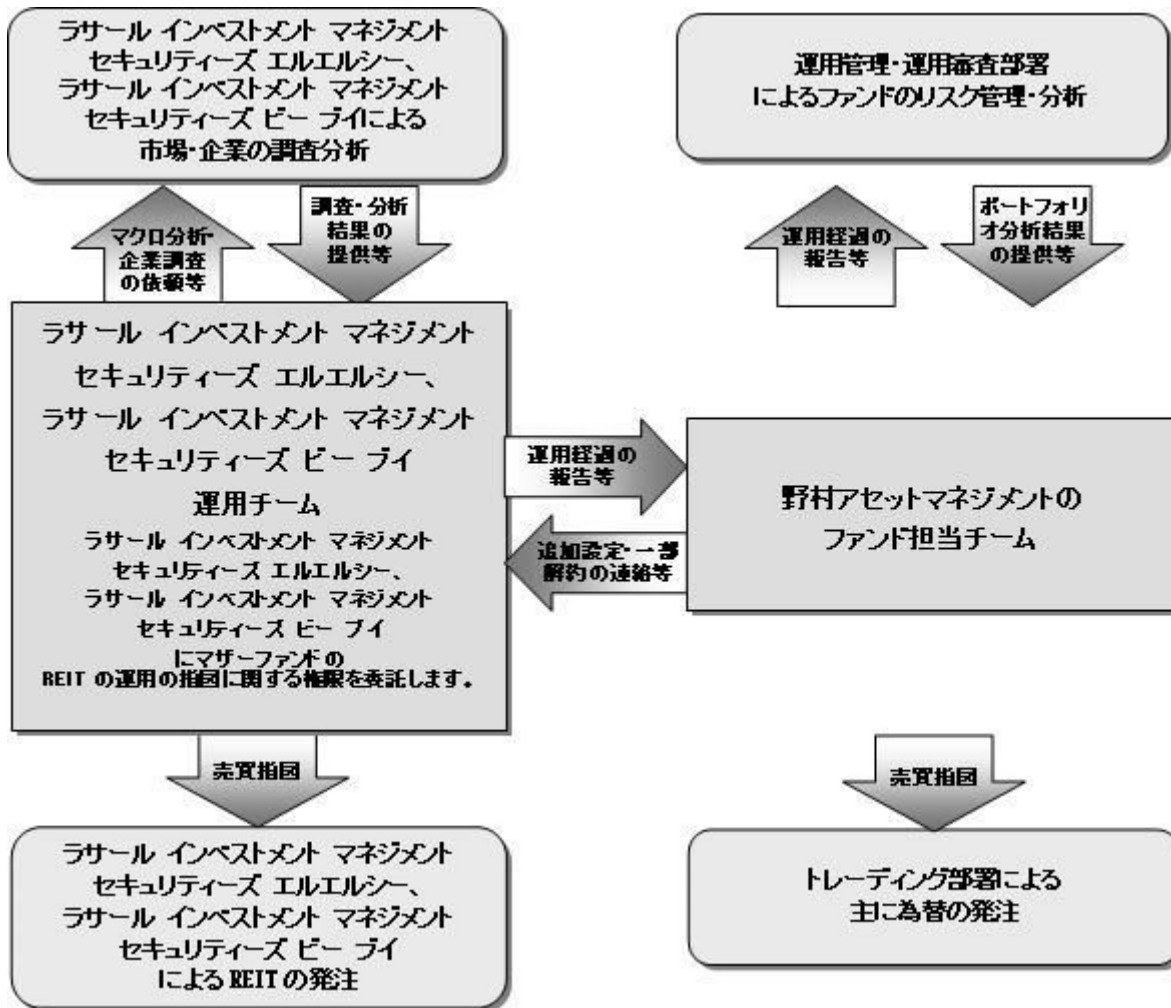 ラサール インベストメント マネジメント
セキュリティーズ エルエルシー、
ラサール インベストメント マネジメント
セキュリティーズ ビー ブイによる
市場・企業の調査分析
運用管理・運用審査部署
によるファンドのリスク管理・分析
マクロ分析・
企業調査
の依頼等
調査・分析
結果の
提供等
運用経過の
報告等
ポートフォリ
オ分析結果
の提供等
ラサール インベストメント マネジメント
セキュリティーズ エルエルシー、
ラサール インベストメント マネジメント
セキュリティーズ ビー ブイ
運用チーム
ラサール インベストメント マネジメント
セキュリティーズ エルエルシー、
ラサール インベストメント マネジメント
セキュリティーズ ビー ブイ
にマザーファンドの
REIT の運用の指図に関する権限を委託します。
運用経過の
報告等
追加設定・一部
解約の連絡等
野村アセットマネジメントの
ファンド担当チーム
売買指図
売買指図
ラサール インベストメント マネジメント
セキュリティーズ エルエルシー、
ラサール インベストメント マネジメント
セキュリティーズ ビー ブイ
による REIT の発注
トレーディング部署による
主に為替の発注